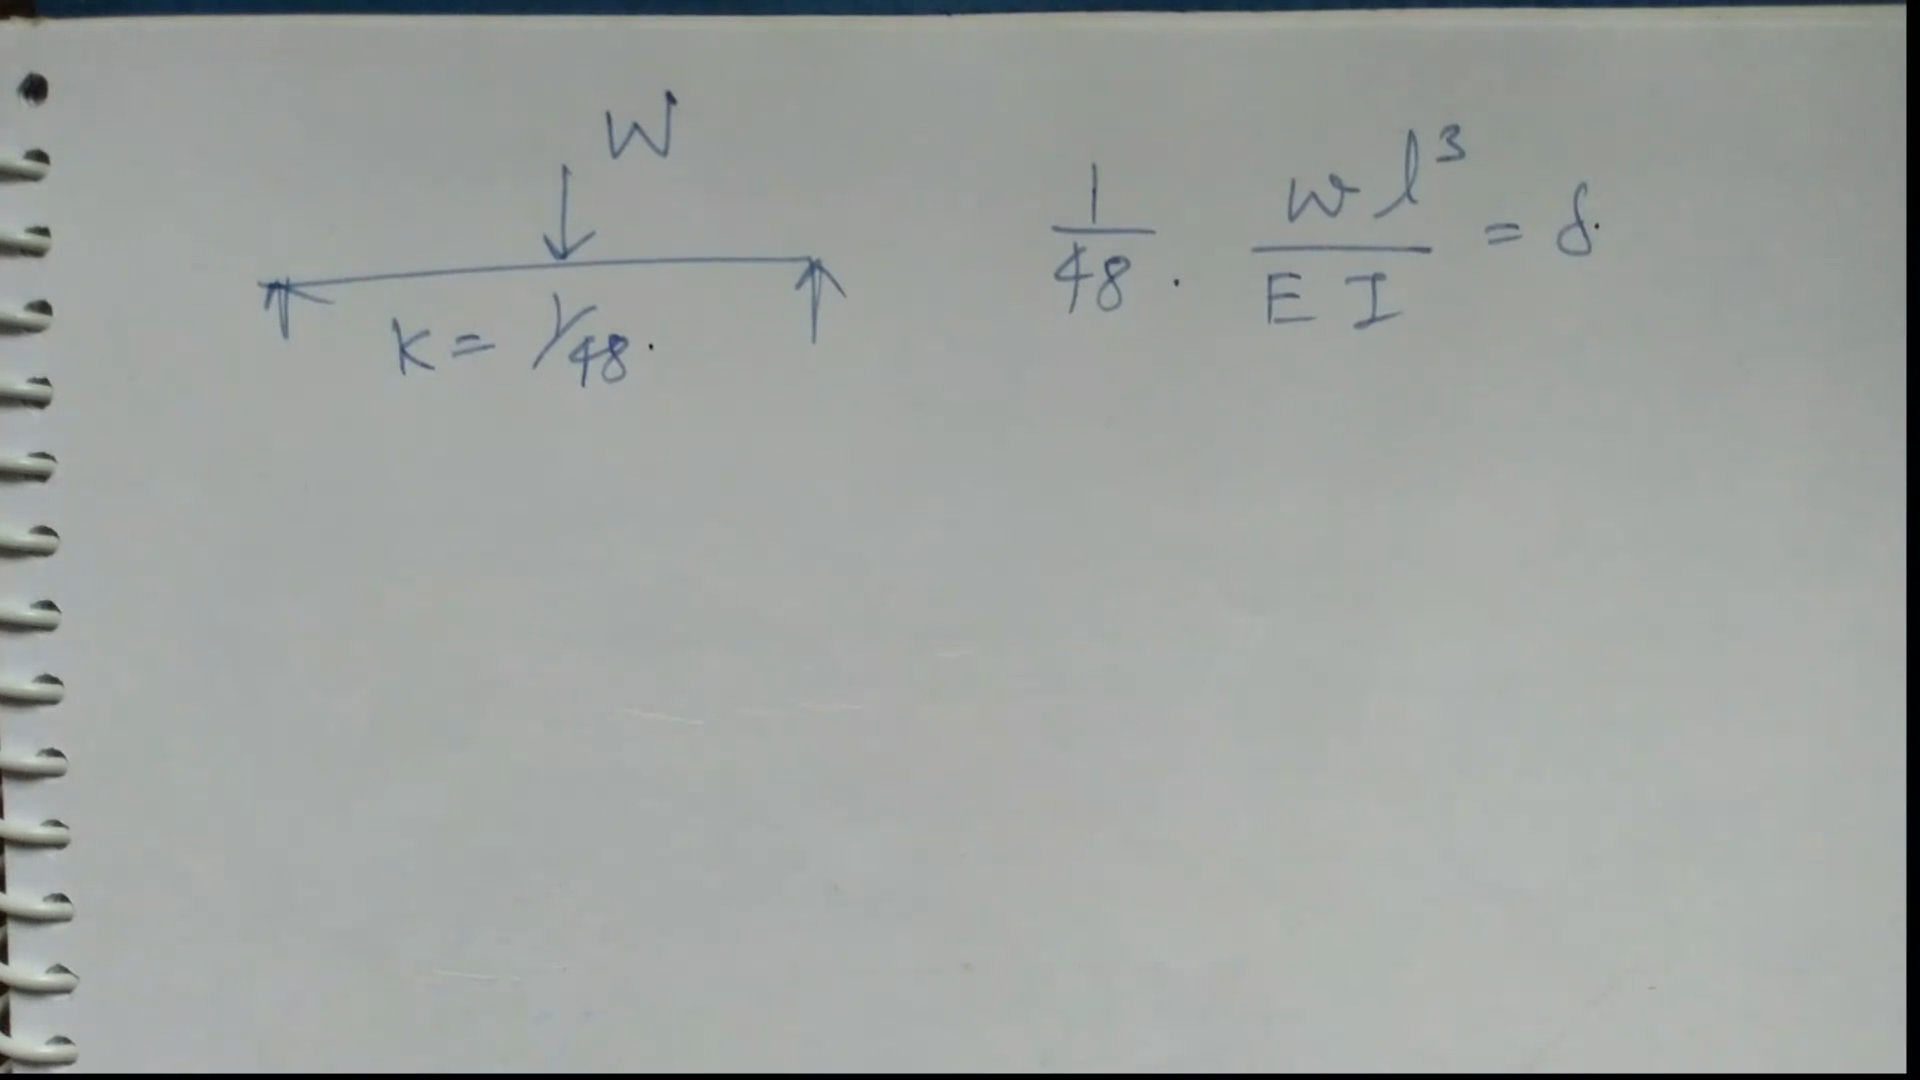 W
K = 1/48.
1/48 . wl³/EI = δ.